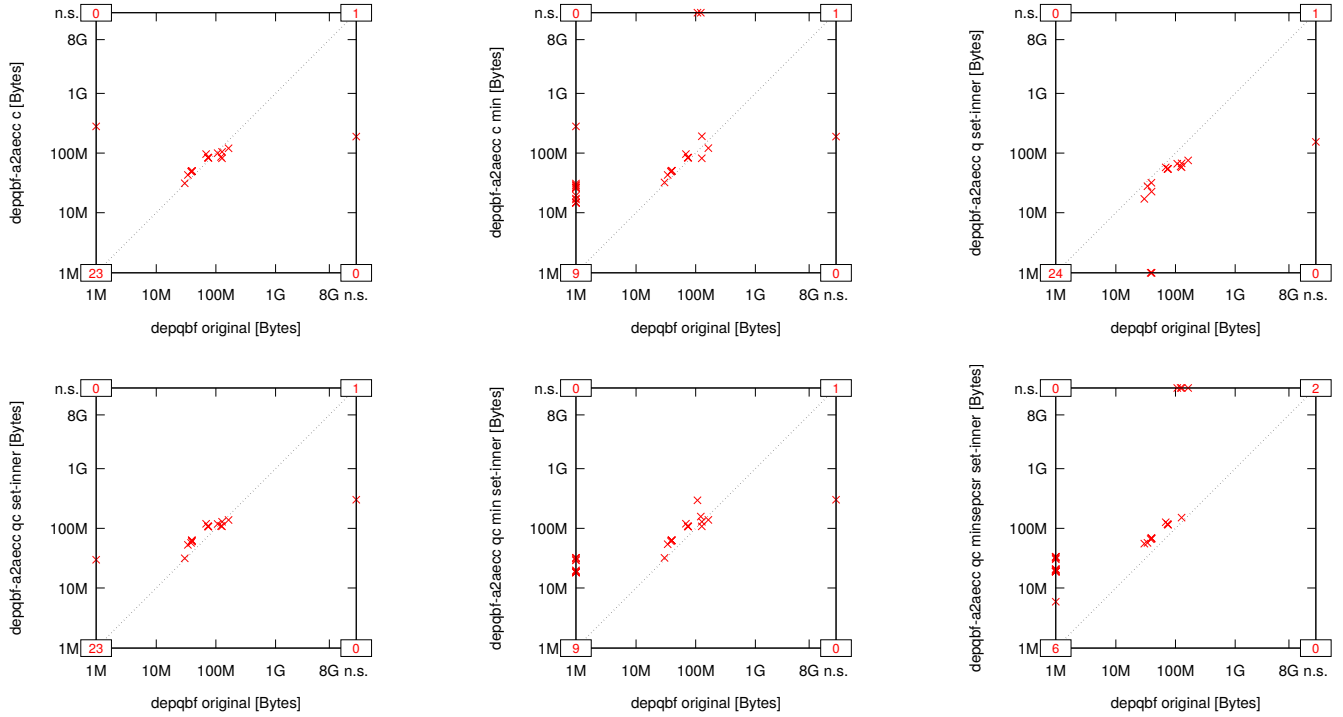 n.s. 0 1
8G
1G
100M
10M
1M 23 0
1M 10M 100M 1G 8G n.s.
depqbf original [Bytes]
depqbf-a2aecc c [Bytes]
n.s. 0 1
8G
1G
100M
10M
1M 9 0
1M 10M 100M 1G 8G n.s.
depqbf original [Bytes]
depqbf-a2aecc c min [Bytes]
n.s. 0 1
8G
1G
100M
10M
1M 24 0
1M 10M 100M 1G 8G n.s.
depqbf original [Bytes]
depqbf-a2aecc q set-inner [Bytes]
n.s. 0 1
8G
1G
100M
10M
1M 23 0
1M 10M 100M 1G 8G n.s.
depqbf original [Bytes]
depqbf-a2aecc qc set-inner [Bytes]
n.s. 0 1
8G
1G
100M
10M
1M 9 0
1M 10M 100M 1G 8G n.s.
depqbf original [Bytes]
depqbf-a2aecc qc min set-inner [Bytes]
n.s. 0 2
8G
1G
100M
10M
1M 6 0
1M 10M 100M 1G 8G n.s.
depqbf original [Bytes]
depqbf-a2aecc qc minsepcsr set-inner [Bytes]